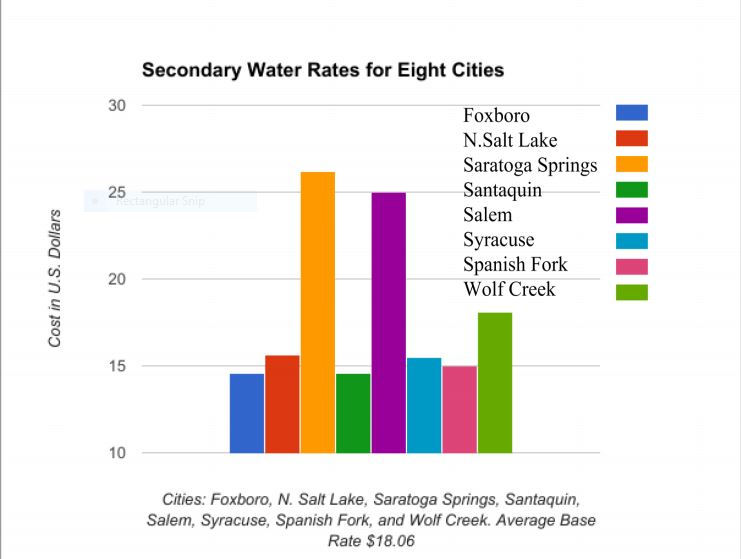 Secondary Water Rates for Eight Cities
30
25
20
15
10
Cost in U.S. Dollars
Foxboro
N.Salt Lake
Saratoga Springs
Santaquin
Salem
Syracuse
Spanish Fork
Wolf Creek
Rectangular Snip
Cities: Foxboro, N. Salt Lake, Saratoga Springs, Santaquin,
Salem, Syracuse, Spanish Fork, and Wolf Creek. Average Base
Rate $18.06